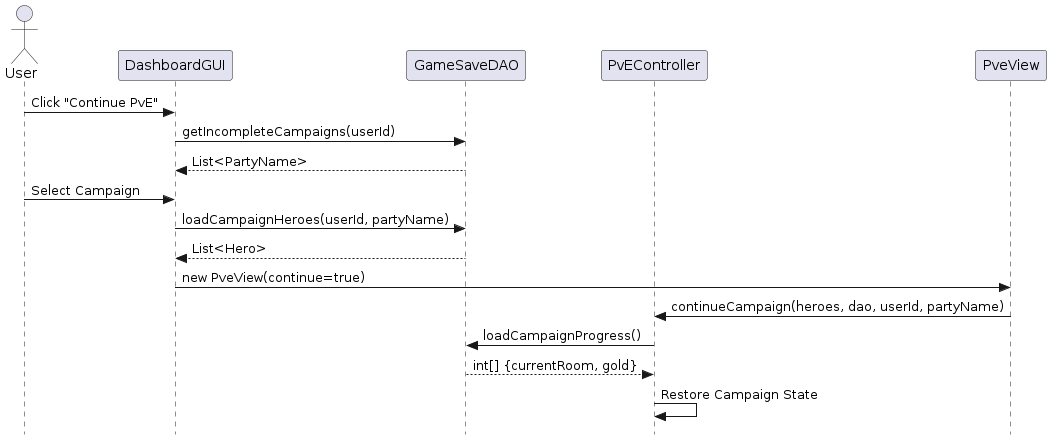 User
DashboardGUI
GameSaveDAO
PvEController
PveView
Click "Continue PvE"
getIncompleteCampaigns(userId)
List<PartyName>
Select Campaign
loadCampaignHeroes(userId, partyName)
List<Hero>
new PveView(continue=true)
continueCampaign(heroes, dao, userId, partyName)
loadCampaignProgress()
int[] {currentRoom, gold}
Restore Campaign State